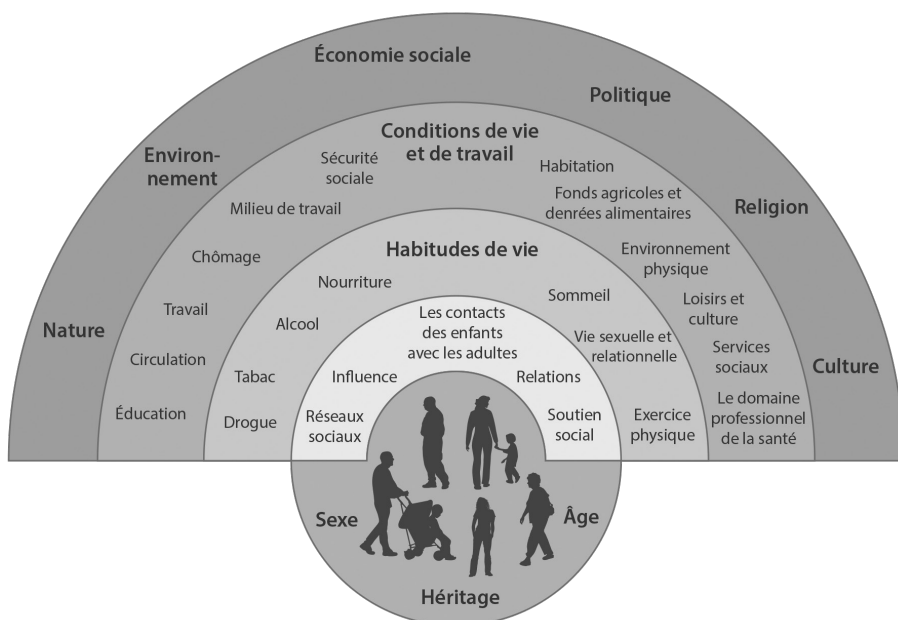 Économie sociale
Politique
Environ-
nement
Religion
Nature
Culture
Conditions de vie
et de travail
Sécurité
sociale
Habitation
Milieu de travail
Fonds agricoles et
denrées alimentaires
Chômage
Environnement
physique
Travail
Loisirs et
culture
Circulation
Services
sociaux
Éducation
Le domaine
professionnel
de la santé
Habitudes de vie
Nourriture
Sommeil
Alcool
Vie sexuelle et
relationnelle
Tabac
Drogue
Exercice
physique
Les contacts
des enfants
avec les adultes
Influence
Relations
Réseaux
sociaux
Soutien
social
Sexe
Âge
Héritage